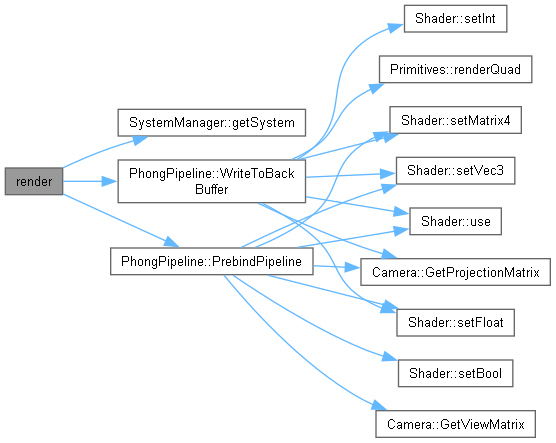 render
SystemManager::getSystem
PhongPipeline::WriteToBack
Buffer
PhongPipeline::PrebindPipeline
Shader::setInt
Primitives::renderQuad
Shader::setMatrix4
Shader::setVec3
Shader::use
Camera::GetProjectionMatrix
Shader::setFloat
Shader::setBool
Camera::GetViewMatrix